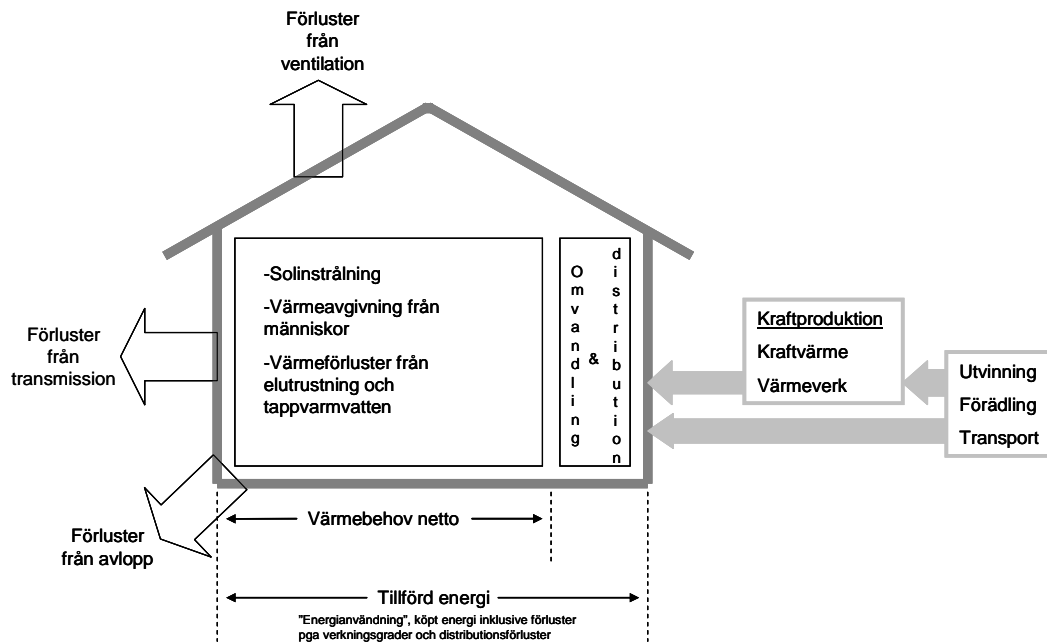 Förluster
från
ventilation
-Solinstrålning
-Värmeavgivning från
människor
-Värmeförluster från
elutrustning och
tappvarmvatten
Omvandling
&
distribution
Förluster
från
transmission
Kraftproduktion
Kraftvärme
Värmeverk
Utvinning
Förädling
Transport
Förluster
från avlopp
Värmebehov netto
Tillförd energi
"Energianvändning", köpt energi inklusive förluster
pga verkningsgrader och distributionsförluster